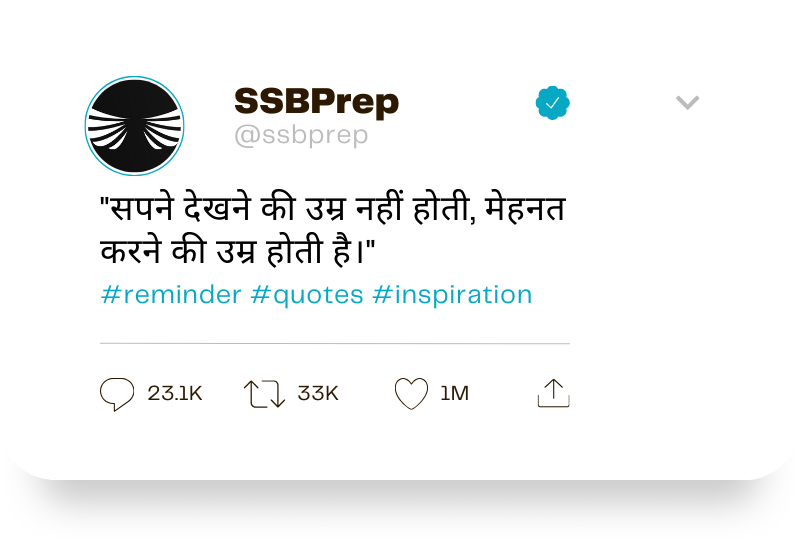 SSBPrep
@ssbprep
"सपने देखने की उम्र नहीं होती, मेहनत
करने की उम्र होती है।"
#reminder #quotes #inspiration
23.1K 33K 1M